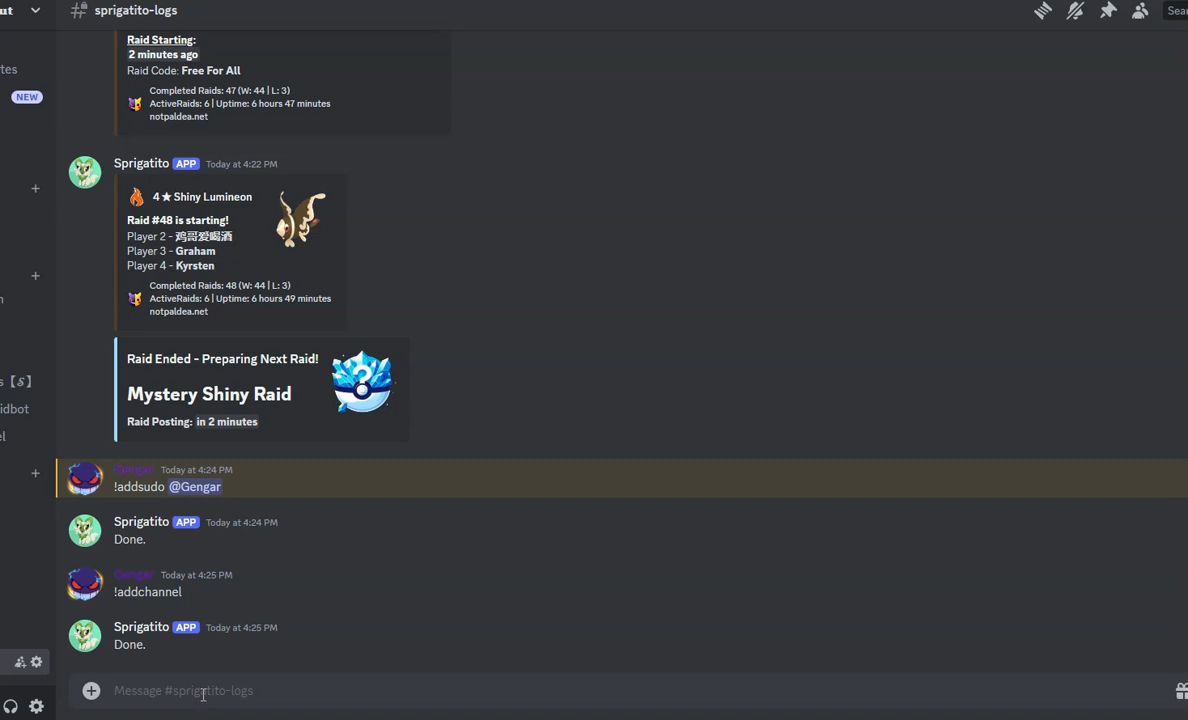 ut
sprigatito-logs
Sear
tes
NEW
Raid Starting:
2 minutes ago
Raid Code: Free For All
Completed Raids: 47 (W: 44 | L: 3)
ActiveRaids: 6 | Uptime: 6 hours 47 minutes
notpaldea.net
Sprigatito APP Today at 4:22 PM
4 ★ Shiny Lumineon
Raid #48 is starting!
Player 2 - 鸡哥爱喝酒
Player 3 - Graham
Player 4 - Kyrsten
Completed Raids: 48 (W: 44 | L: 3)
ActiveRaids: 6 | Uptime: 6 hours 49 minutes
notpaldea.net
Raid Ended - Preparing Next Raid!
Mystery Shiny Raid
Raid Posting: in 2 minutes
s【𝓢】
idbot
el
Gengar Today at 4:24 PM
!addsudo @Gengar
Sprigatito APP Today at 4:24 PM
Done.
Gengar Today at 4:25 PM
!addchannel
Sprigatito APP Today at 4:25 PM
Done.
Message #sprigatito-logs